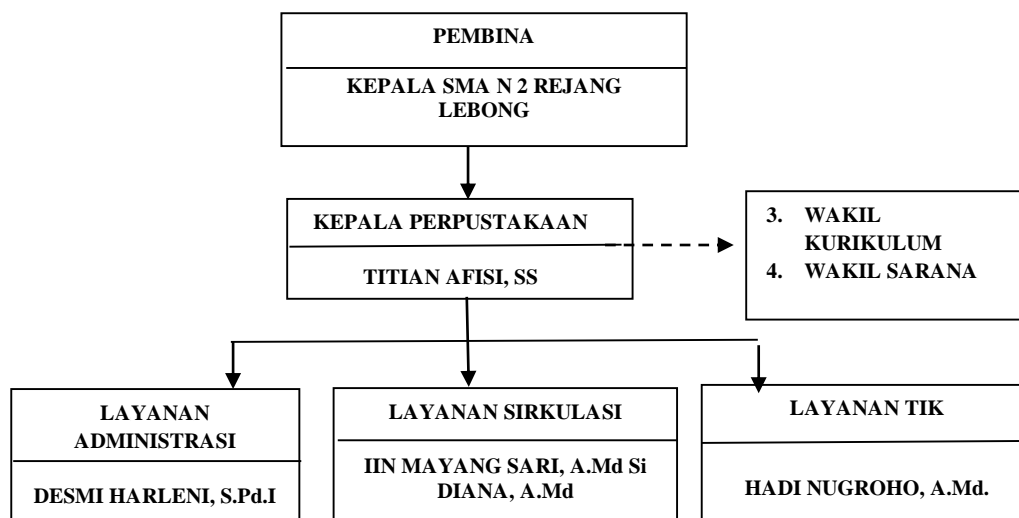 PEMBINA
KEPALA SMA N 2 REJANG
LEBONG
KEPALA PERPUSTAKAAN
TITIAN AFISI, SS
3. WAKIL
KURIKULUM
4. WAKIL SARANA
LAYANAN
ADMINISTRASI
DESMI HARLENI, S.Pd.I
LAYANAN SIRKULASI
IIN MAYANG SARI, A.Md Si
DIANA, A.Md
LAYANAN TIK
HADI NUGROHO, A.Md.